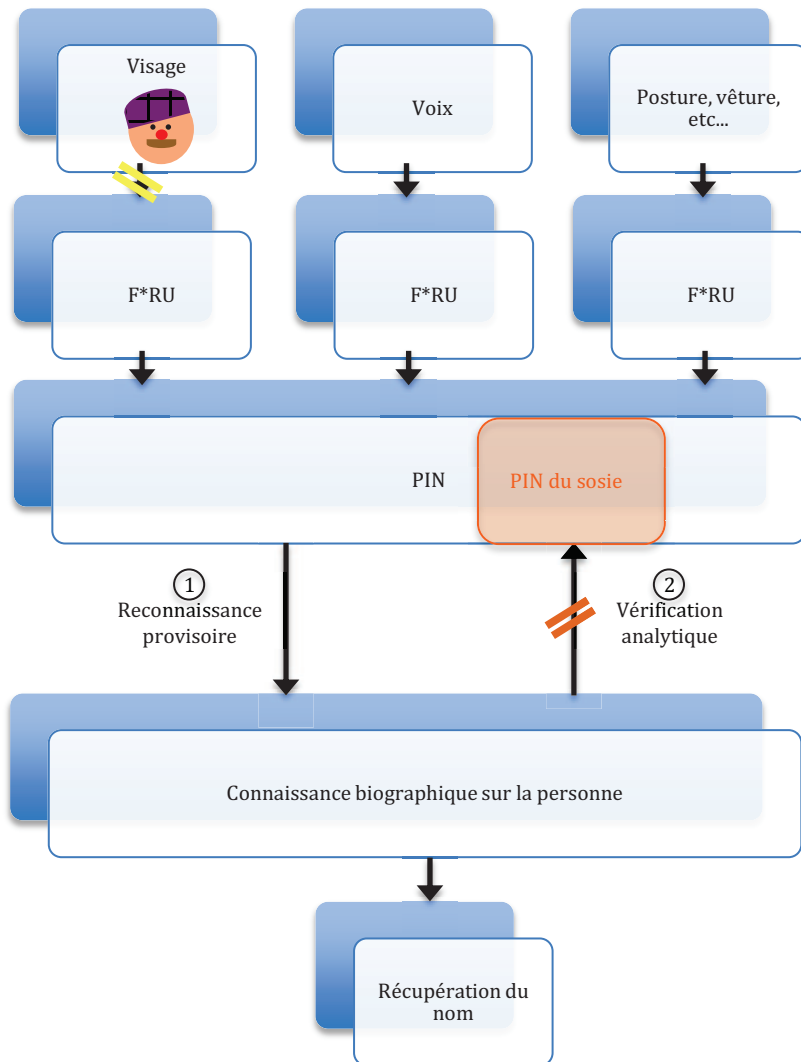 Visage
Voix
Posture, vêture,
etc...
F*RU
F*RU
F*RU
PIN
PIN du sosie
1
Reconnaissance
provisoire
2
Vérification
analytique
Connaissance biographique sur la personne
Récupération du
nom